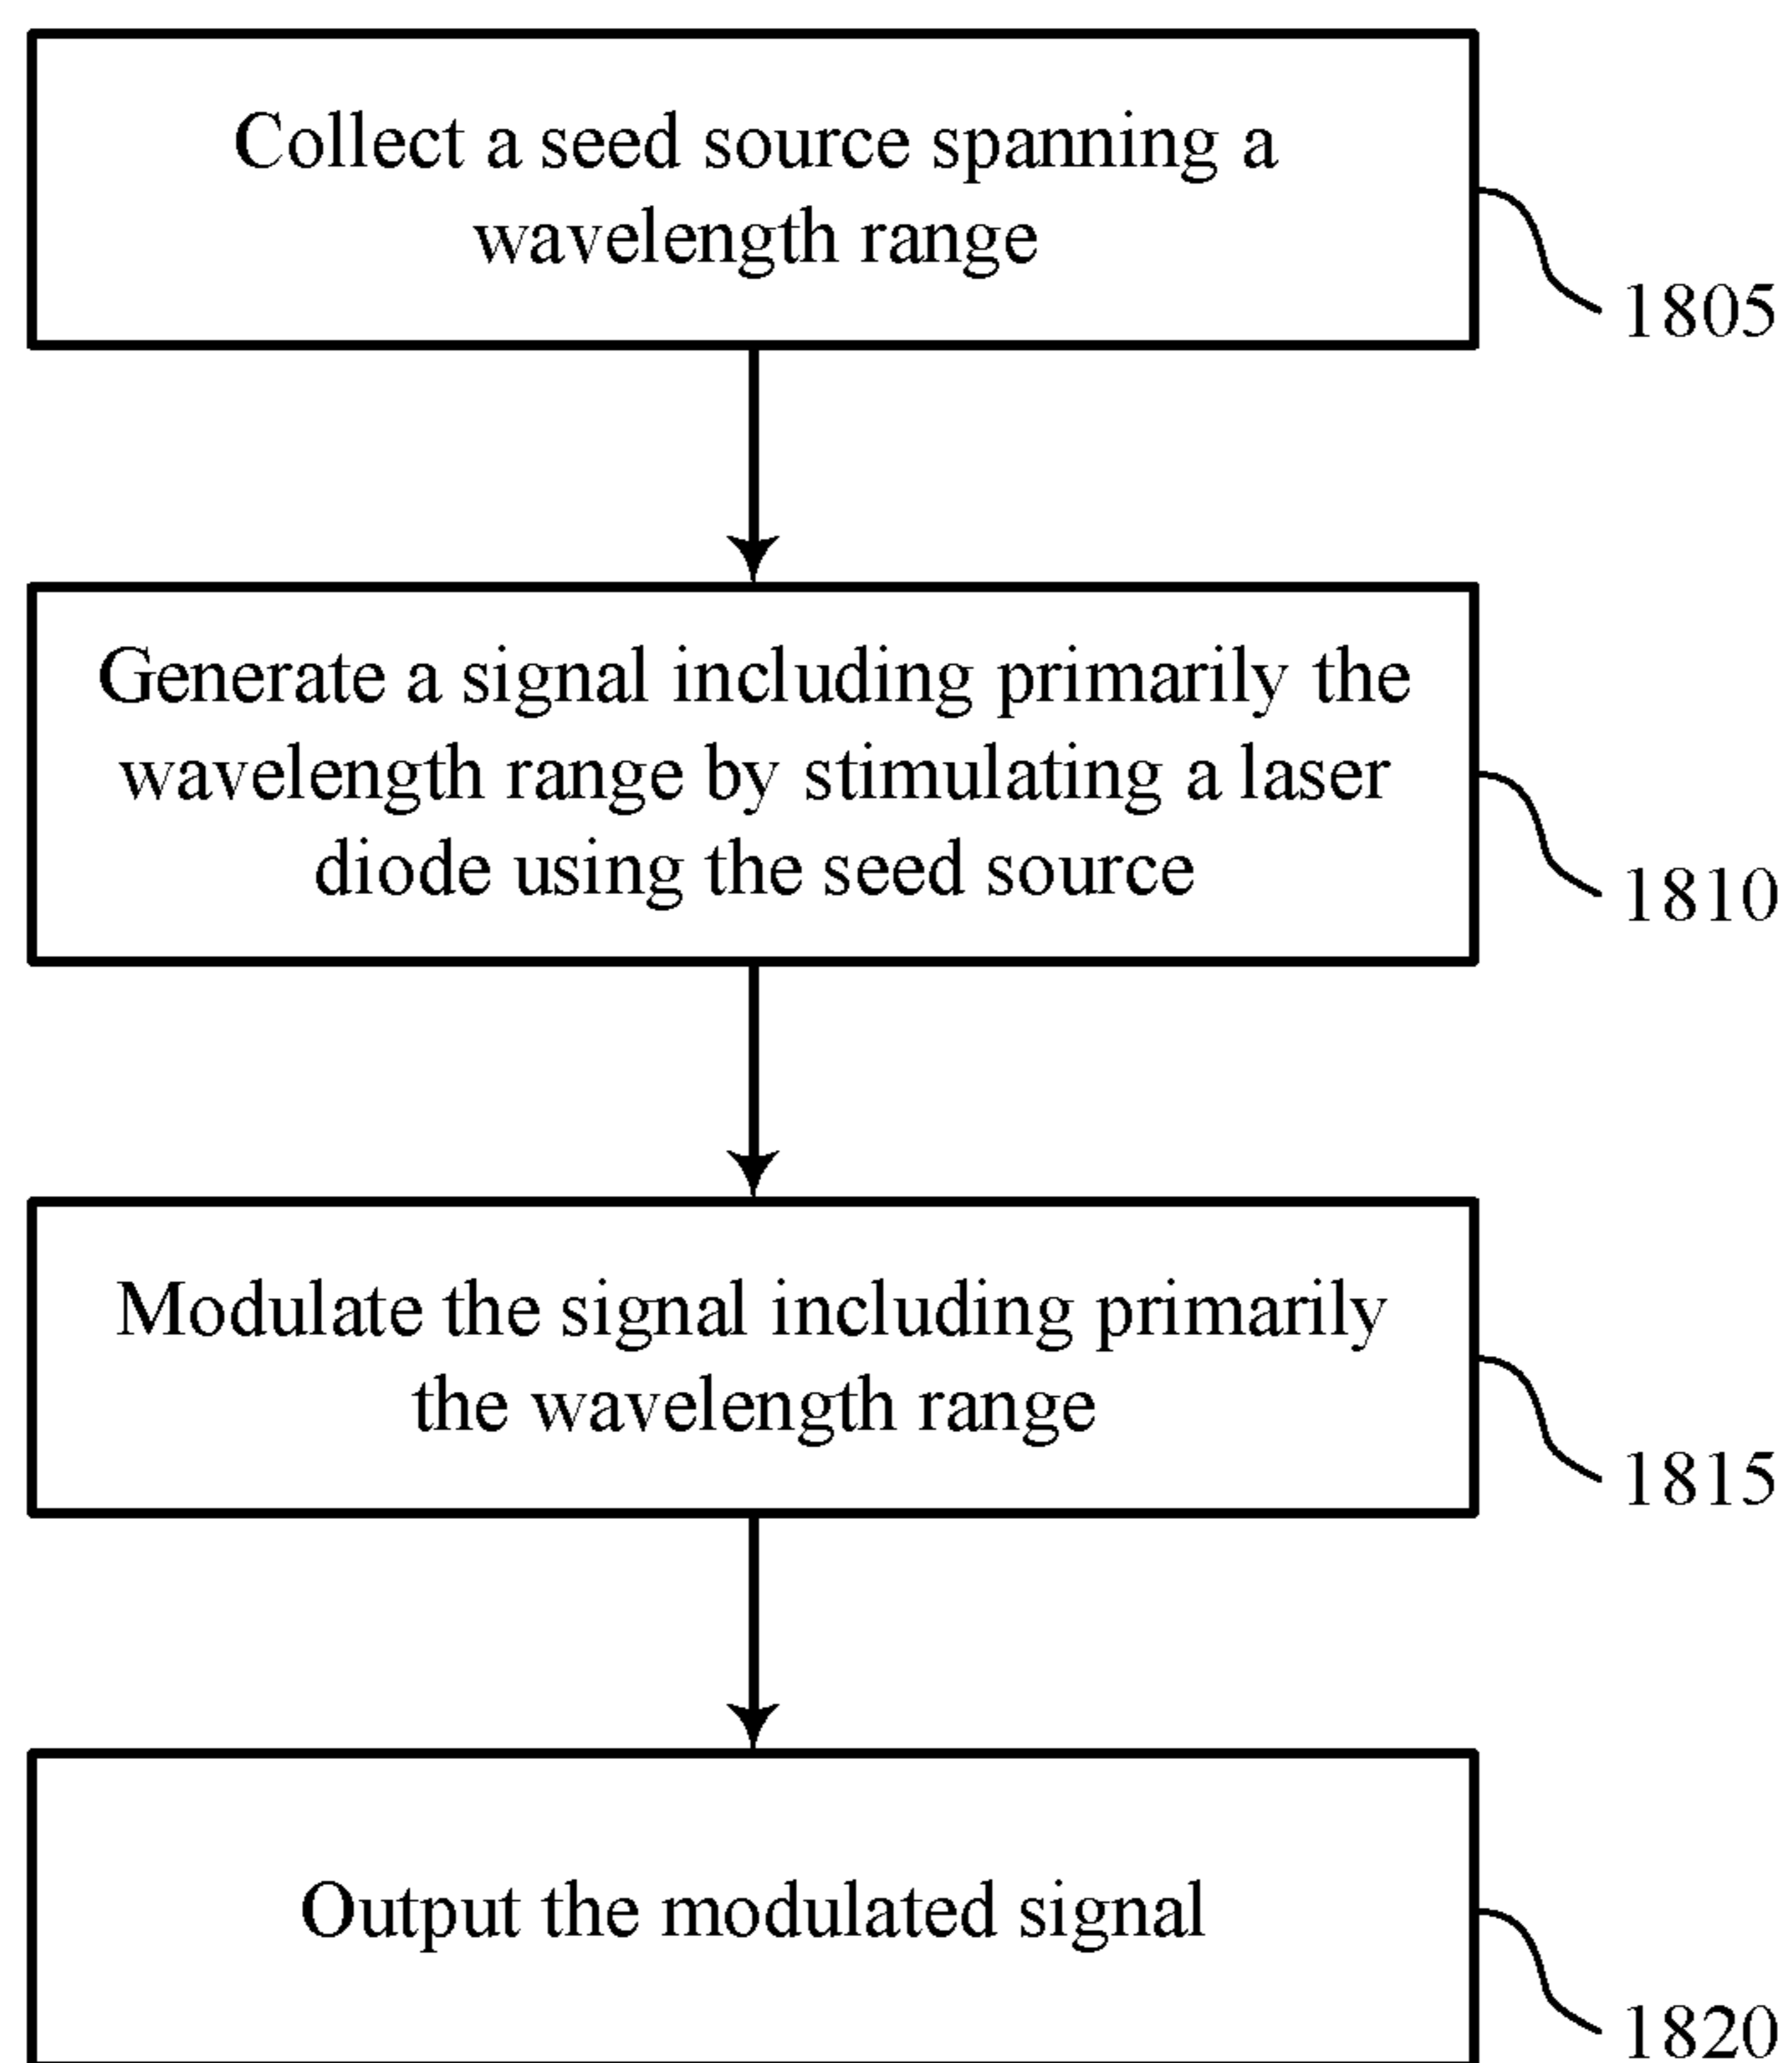 Collect a seed source spanning a
wavelength range
1805
Generate a signal including primarily the
wavelength range by stimulating a laser
diode using the seed source
1810
Modulate the signal including primarily
the wavelength range
1815
Output the modulated signal
1820